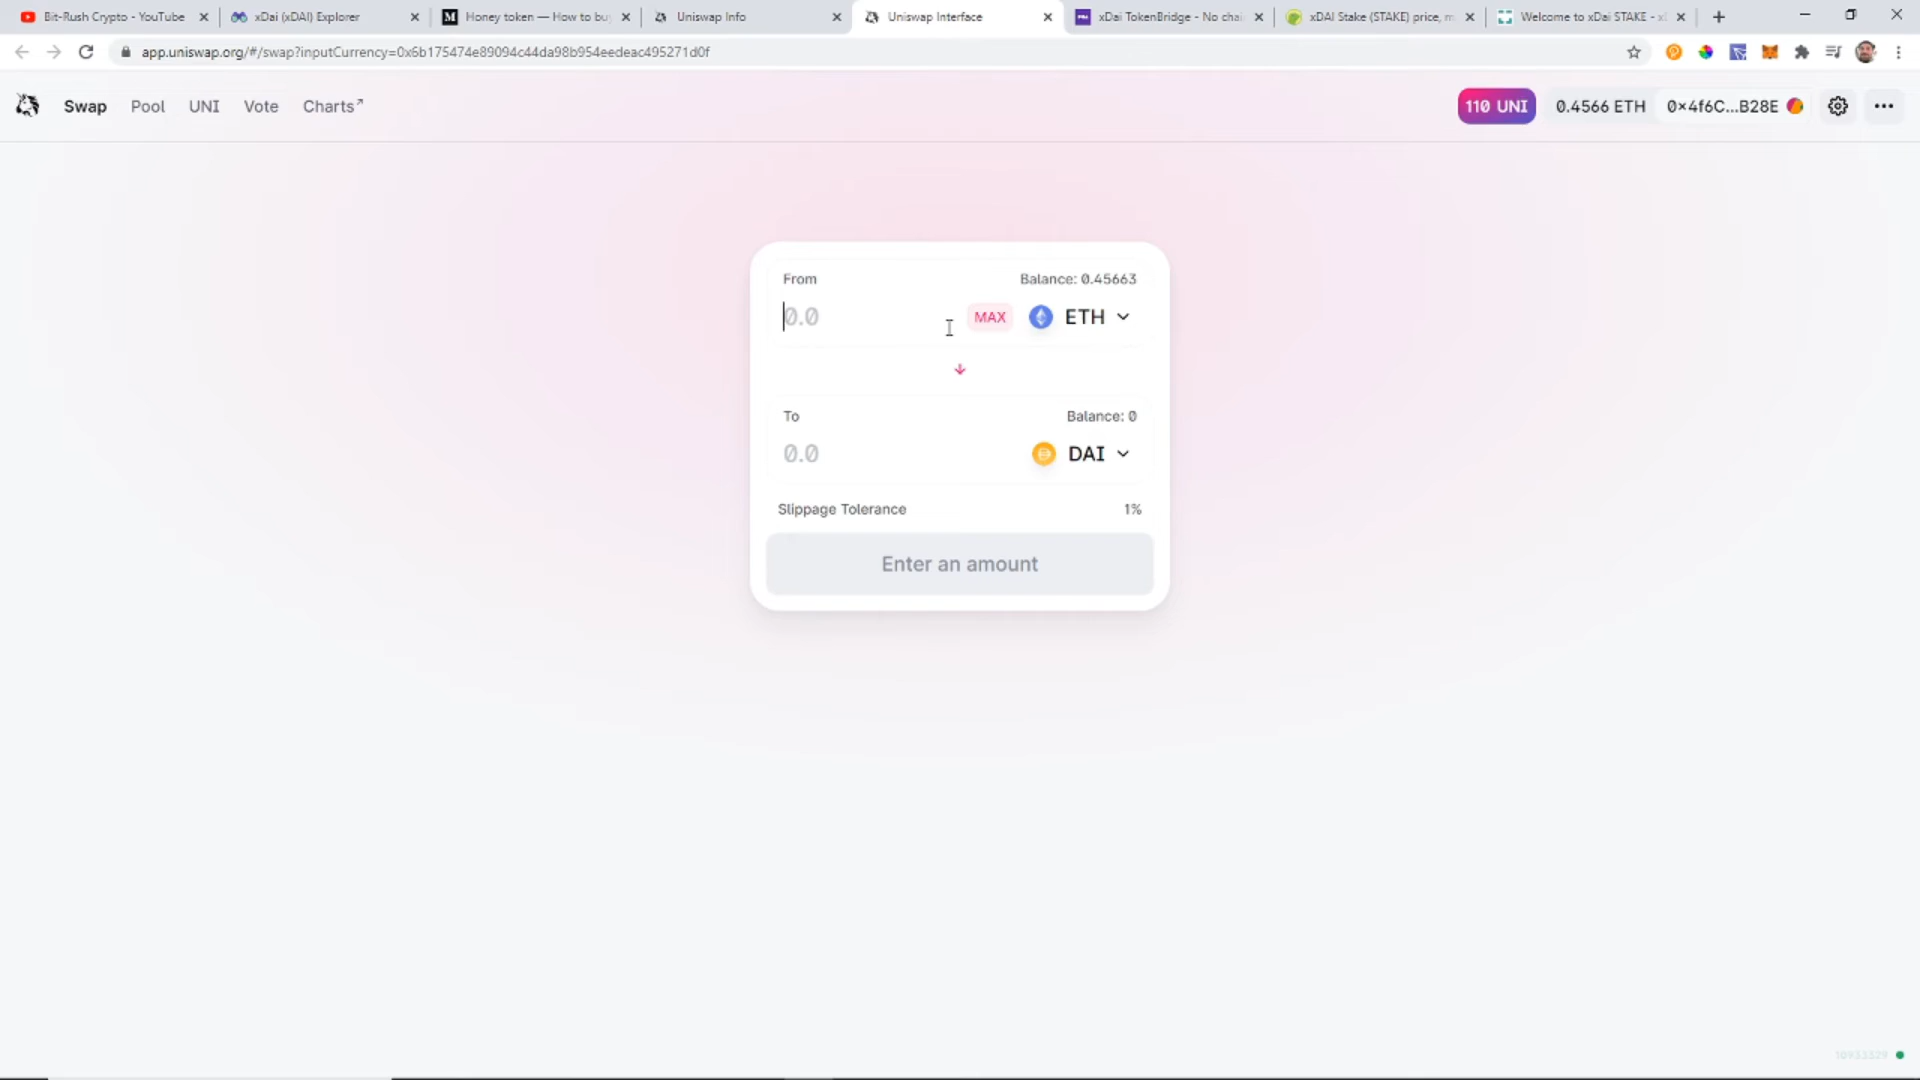 Bit-Rush Crypto - YouTube
xDai (xDAI) Explorer
Honey token — How to bu
Uniswap Info
Uniswap Interface
xDai TokenBridge - No chai
xDAI Stake (STAKE) price, m
Welcome to xDai STAKE - x
app.uniswap.org/#/swap?inputCurrency=0x6b175474e89094c44da98b954eedeac495271d0f
Swap
Pool
UNI
Vote
Charts↗
110 UNI
0.4566 ETH
0×4f6C...B28E
From
Balance: 0.45663
0.0
MAX
ETH
To
Balance: 0
0.0
DAI
Slippage Tolerance
1%
Enter an amount
10933329